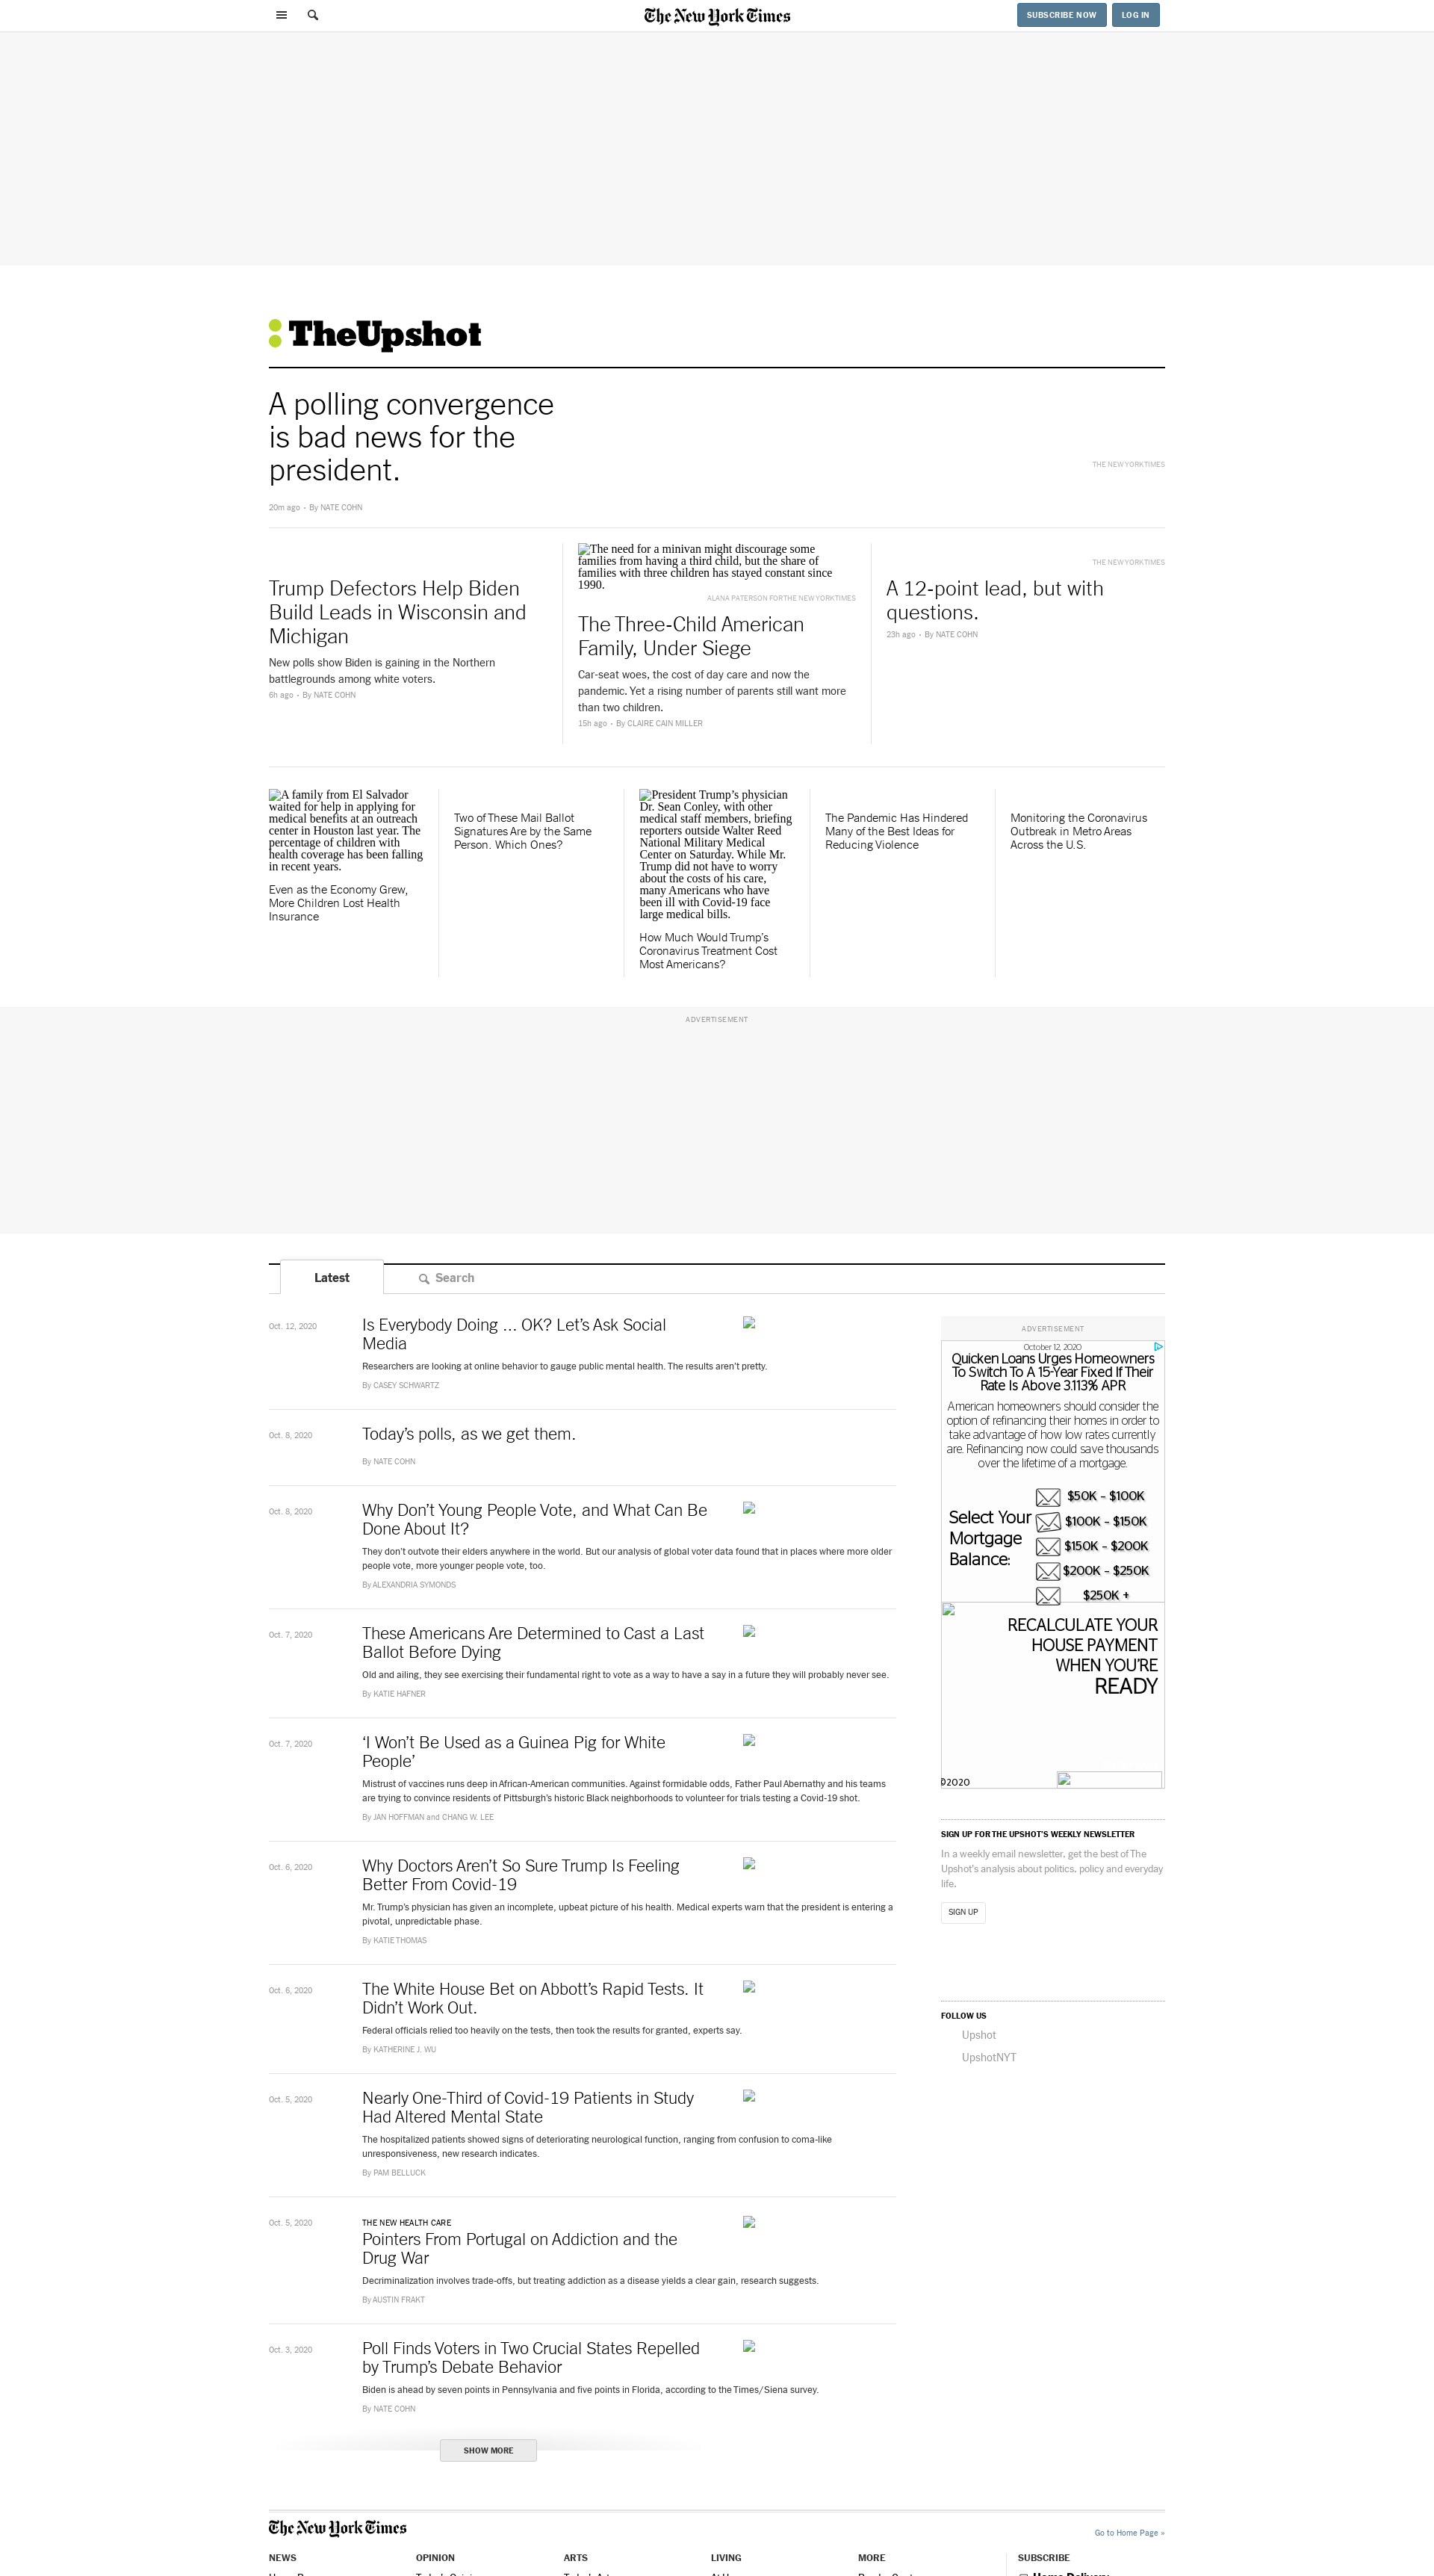 The New York Times
SUBSCRIBE NOW
LOG IN
TheUpshot
A polling convergence
is bad news for the
president.
THE NEW YORK TIMES
20m ago • By NATE COHN
Trump Defectors Help Biden
Build Leads in Wisconsin and
Michigan
New polls show Biden is gaining in the Northern
battlegrounds among white voters.
6h ago • By NATE COHN
The need for a minivan might discourage some
families from having a third child, but the share of
families with three children has stayed constant since
1990.
ALANA PATERSON FOR THE NEW YORK TIMES
The Three-Child American
Family, Under Siege
Car-seat woes, the cost of day care and now the
pandemic. Yet a rising number of parents still want more
than two children.
15h ago • By CLAIRE CAIN MILLER
THE NEW YORK TIMES
A 12-point lead, but with
questions.
23h ago • By NATE COHN
A family from El Salvador
waited for help in applying for
medical benefits at an outreach
center in Houston last year. The
percentage of children with
health coverage has been falling
in recent years.
Even as the Economy Grew,
More Children Lost Health
Insurance
Two of These Mail Ballot
Signatures Are by the Same
Person. Which Ones?
President Trump’s physician
Dr. Sean Conley, with other
medical staff members, briefing
reporters outside Walter Reed
National Military Medical
Center on Saturday. While Mr.
Trump did not have to worry
about the costs of his care,
many Americans who have
been ill with Covid-19 face
large medical bills.
How Much Would Trump’s
Coronavirus Treatment Cost
Most Americans?
The Pandemic Has Hindered
Many of the Best Ideas for
Reducing Violence
Monitoring the Coronavirus
Outbreak in Metro Areas
Across the U.S.
ADVERTISEMENT
Latest
Search
Oct. 12, 2020
Is Everybody Doing ... OK? Let’s Ask Social
Media
Researchers are looking at online behavior to gauge public mental health. The results aren’t pretty.
By CASEY SCHWARTZ
Oct. 8, 2020
Today’s polls, as we get them.
By NATE COHN
Oct. 8, 2020
Why Don’t Young People Vote, and What Can Be
Done About It?
They don’t outvote their elders anywhere in the world. But our analysis of global voter data found that in places where more older
people vote, more younger people vote, too.
By ALEXANDRIA SYMONDS
Oct. 7, 2020
These Americans Are Determined to Cast a Last
Ballot Before Dying
Old and ailing, they see exercising their fundamental right to vote as a way to have a say in a future they will probably never see.
By KATIE HAFNER
Oct. 7, 2020
‘I Won’t Be Used as a Guinea Pig for White
People’
Mistrust of vaccines runs deep in African-American communities. Against formidable odds, Father Paul Abernathy and his teams
are trying to convince residents of Pittsburgh’s historic Black neighborhoods to volunteer for trials testing a Covid-19 shot.
By JAN HOFFMAN and CHANG W. LEE
Oct. 6, 2020
Why Doctors Aren’t So Sure Trump Is Feeling
Better From Covid-19
Mr. Trump’s physician has given an incomplete, upbeat picture of his health. Medical experts warn that the president is entering a
pivotal, unpredictable phase.
By KATIE THOMAS
Oct. 6, 2020
The White House Bet on Abbott’s Rapid Tests. It
Didn’t Work Out.
Federal officials relied too heavily on the tests, then took the results for granted, experts say.
By KATHERINE J. WU
Oct. 5, 2020
Nearly One-Third of Covid-19 Patients in Study
Had Altered Mental State
The hospitalized patients showed signs of deteriorating neurological function, ranging from confusion to coma-like
unresponsiveness, new research indicates.
By PAM BELLUCK
Oct. 5, 2020
THE NEW HEALTH CARE
Pointers From Portugal on Addiction and the
Drug War
Decriminalization involves trade-offs, but treating addiction as a disease yields a clear gain, research suggests.
By AUSTIN FRAKT
Oct. 3, 2020
Poll Finds Voters in Two Crucial States Repelled
by Trump’s Debate Behavior
Biden is ahead by seven points in Pennsylvania and five points in Florida, according to the Times/Siena survey.
By NATE COHN
SHOW MORE
ADVERTISEMENT
October 12, 2020
Quicken Loans Urges Homeowners
To Switch To A 15-Year Fixed If Their
Rate Is Above 3.113% APR
American homeowners should consider the
option of refinancing their homes in order to
take advantage of how low rates currently
are. Refinancing now could save thousands
over the lifetime of a mortgage.
Select Your
Mortgage
Balance:
$50K - $100K
$100K - $150K
$150K - $200K
$200K - $250K
$250K +
RECALCULATE YOUR
HOUSE PAYMENT
WHEN YOU’RE
READY
©2020
SIGN UP FOR THE UPSHOT’S WEEKLY NEWSLETTER
In a weekly email newsletter, get the best of The
Upshot’s analysis about politics, policy and everyday
life.
SIGN UP
FOLLOW US
Upshot
UpshotNYT
The New York Times
Go to Home Page »
NEWS
OPINION
ARTS
MORE
SUBSCRIBE